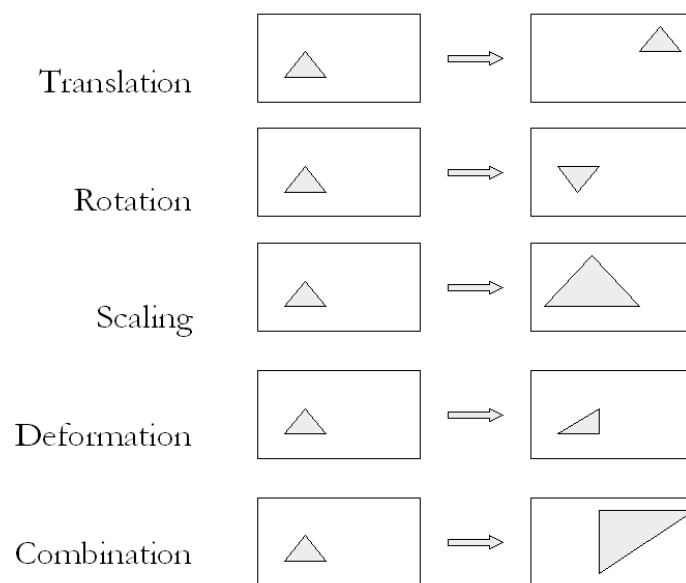 Translation
Rotation
Scaling
Deformation
Combination